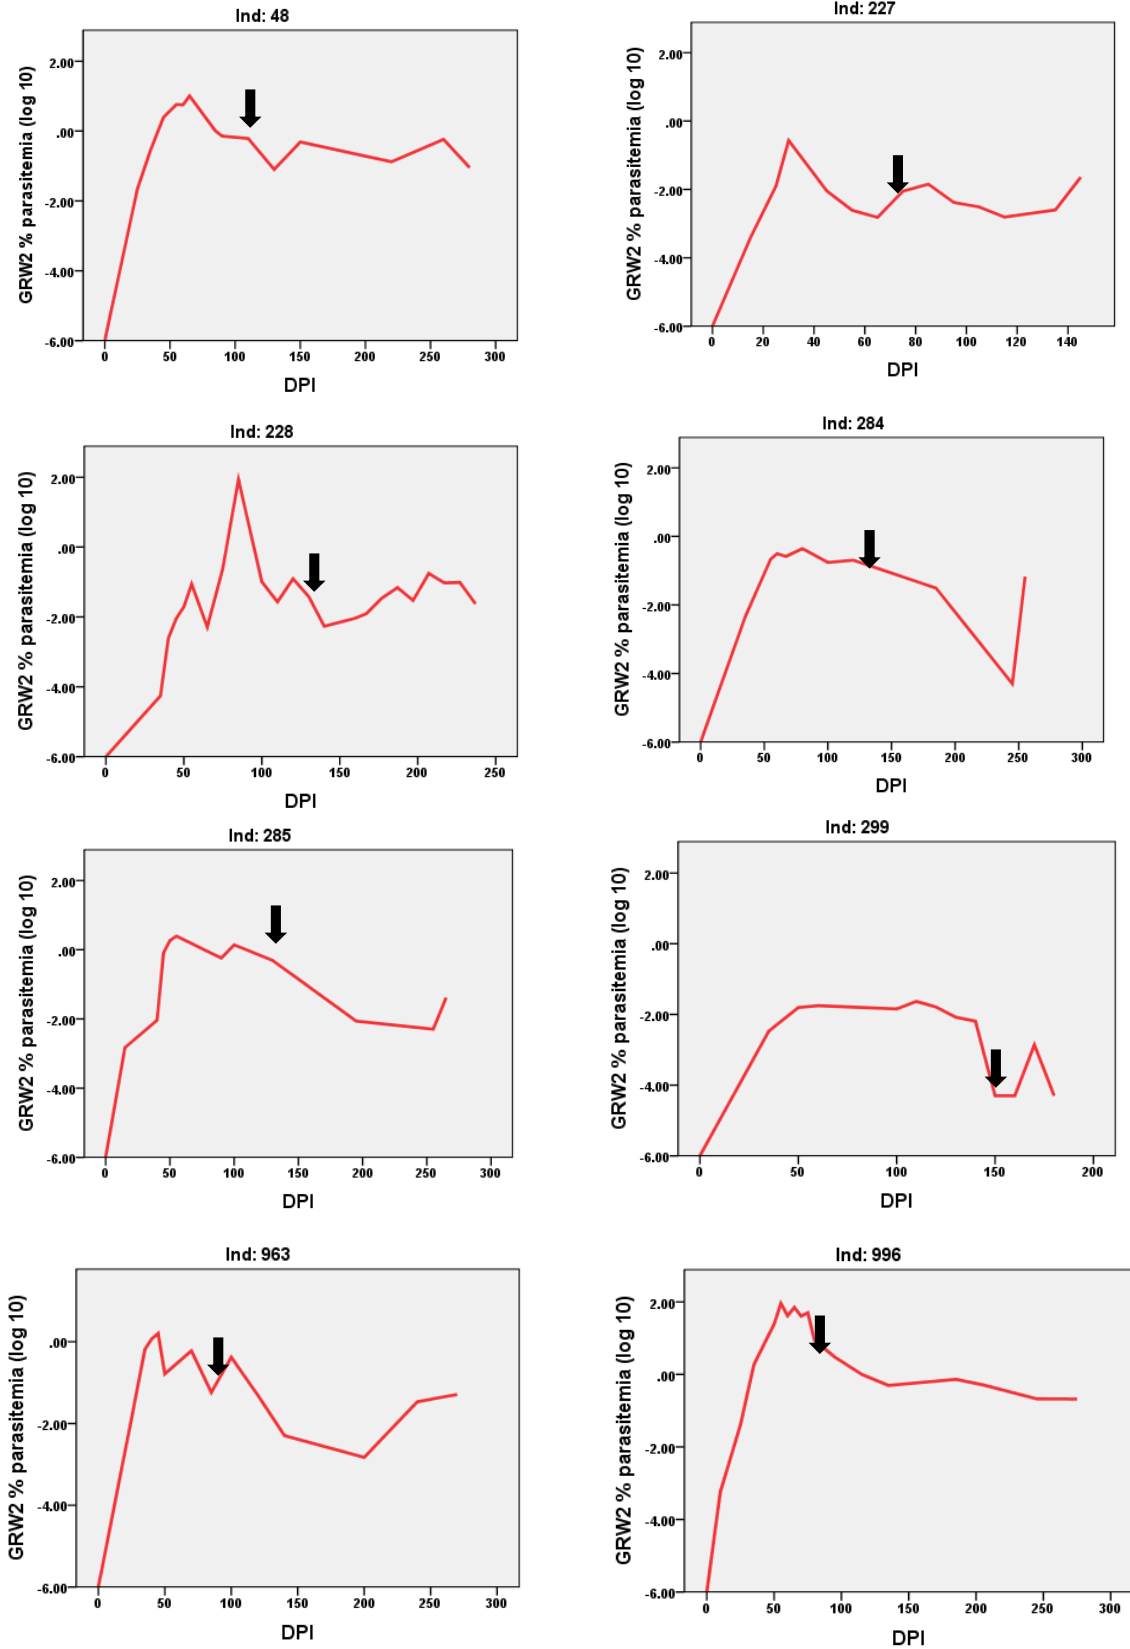 Ind: 48
GRW2 % parasitemia (log 10)
2.00
.00
-2.00
-4.00
-6.00
0 50 100 150 200 250 300
DPI
Ind: 227
GRW2 % parasitemia (log 10)
2.00
.00
-2.00
-4.00
-6.00
0 20 40 60 80 100 120 140
DPI
Ind: 228
GRW2 % parasitemia (log 10)
2.00
.00
-2.00
-4.00
-6.00
0 50 100 150 200 250
DPI
Ind: 284
GRW2 % parasitemia (log 10)
2.00
.00
-2.00
-4.00
-6.00
0 50 100 150 200 250 300
DPI
Ind: 285
GRW2 % parasitemia (log 10)
2.00
.00
-2.00
-4.00
-6.00
0 50 100 150 200 250 300
DPI
Ind: 299
GRW2 % parasitemia (log 10)
2.00
.00
-2.00
-4.00
-6.00
0 50 100 150 200
DPI
Ind: 963
GRW2 % parasitemia (log 10)
.00
-2.00
-4.00
-6.00
0 50 100 150 200 250 300
DPI
Ind: 996
GRW2 % parasitemia (log 10)
2.00
.00
-2.00
-4.00
-6.00
0 50 100 150 200 250 300
DPI